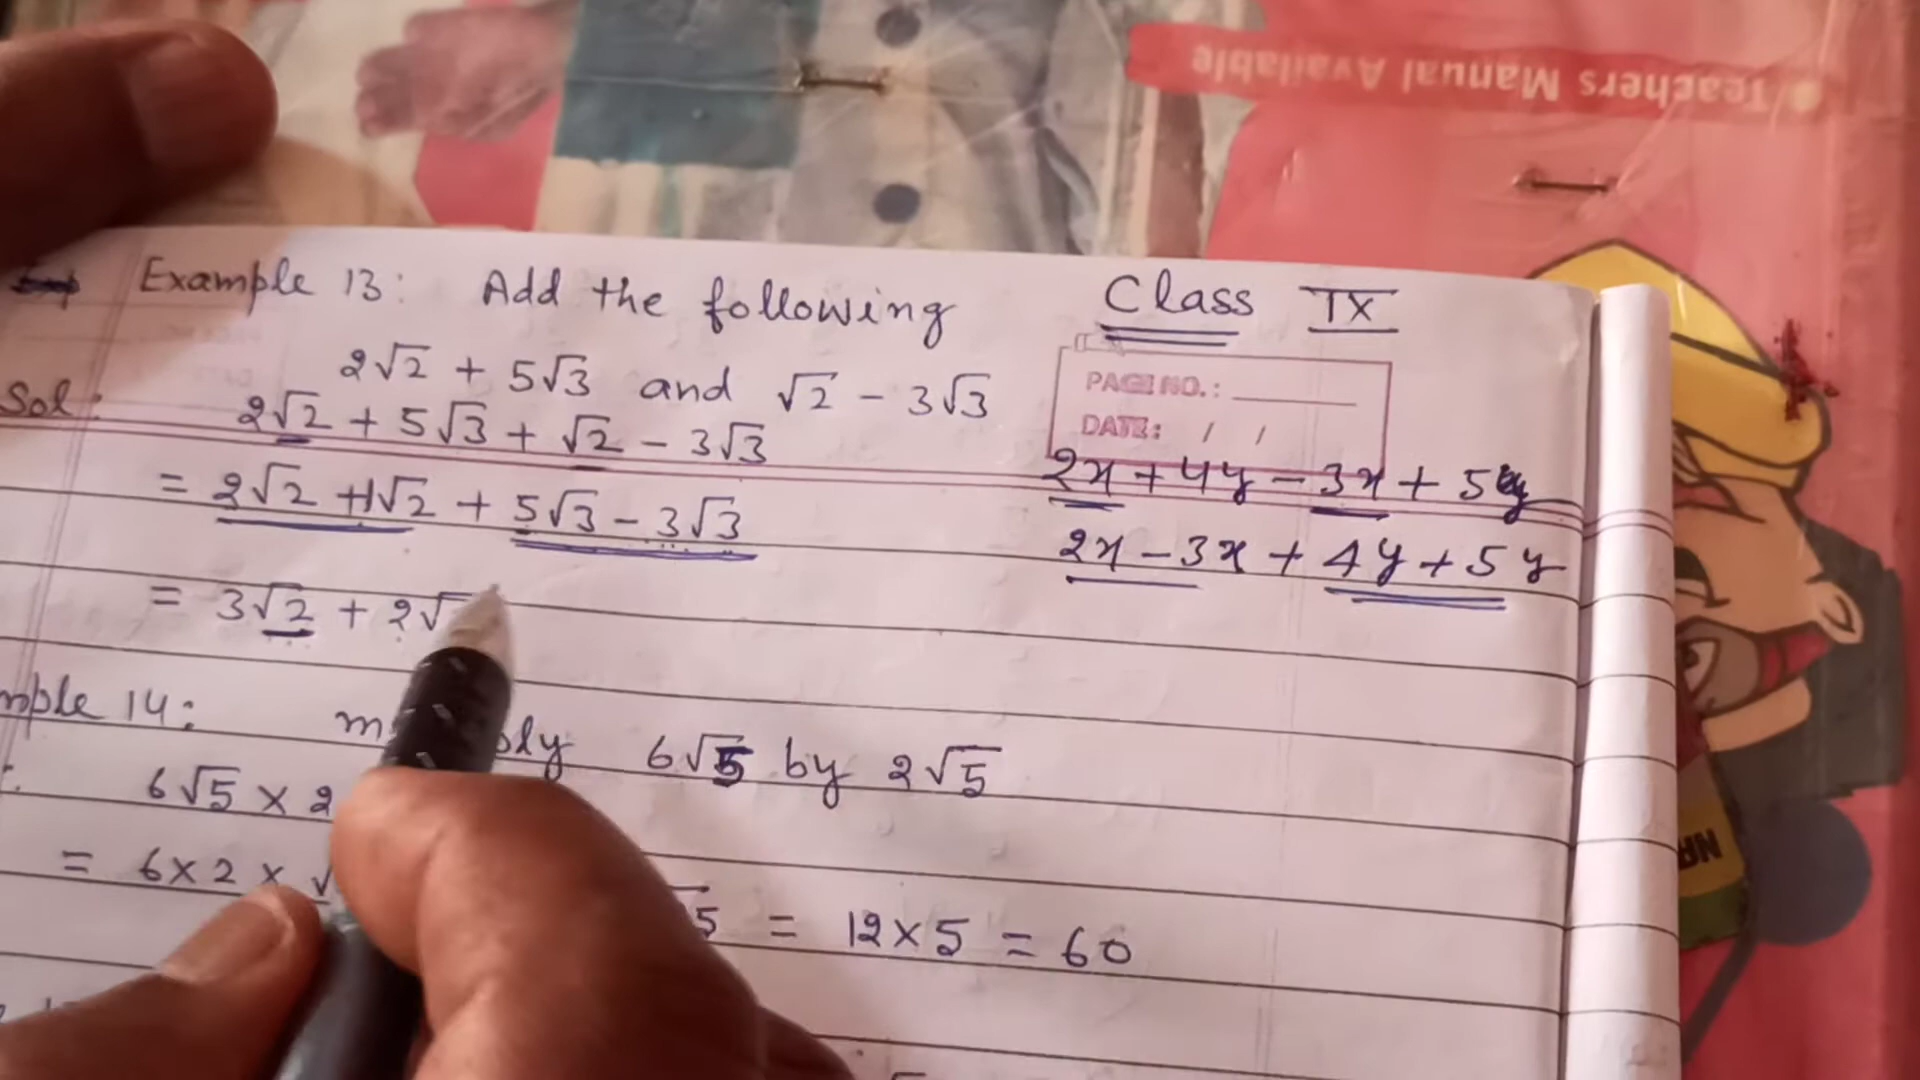 Teachers Manual Available
Example 13: Add the following
Class IX
2√2 + 5√3 and √2 - 3√3
PAGE NO.:
DATE: / /
Sol: 2√2 + 5√3 + √2 - 3√3
2x + 4y - 3x + 5y
= 2√2 + 1√2 + 5√3 - 3√3
2x - 3x + 4y + 5y
= 3√2 + 2√
14: 6√5 by 2√5
6√5 × 2
= 6×2× √ 5 = 12×5 = 60